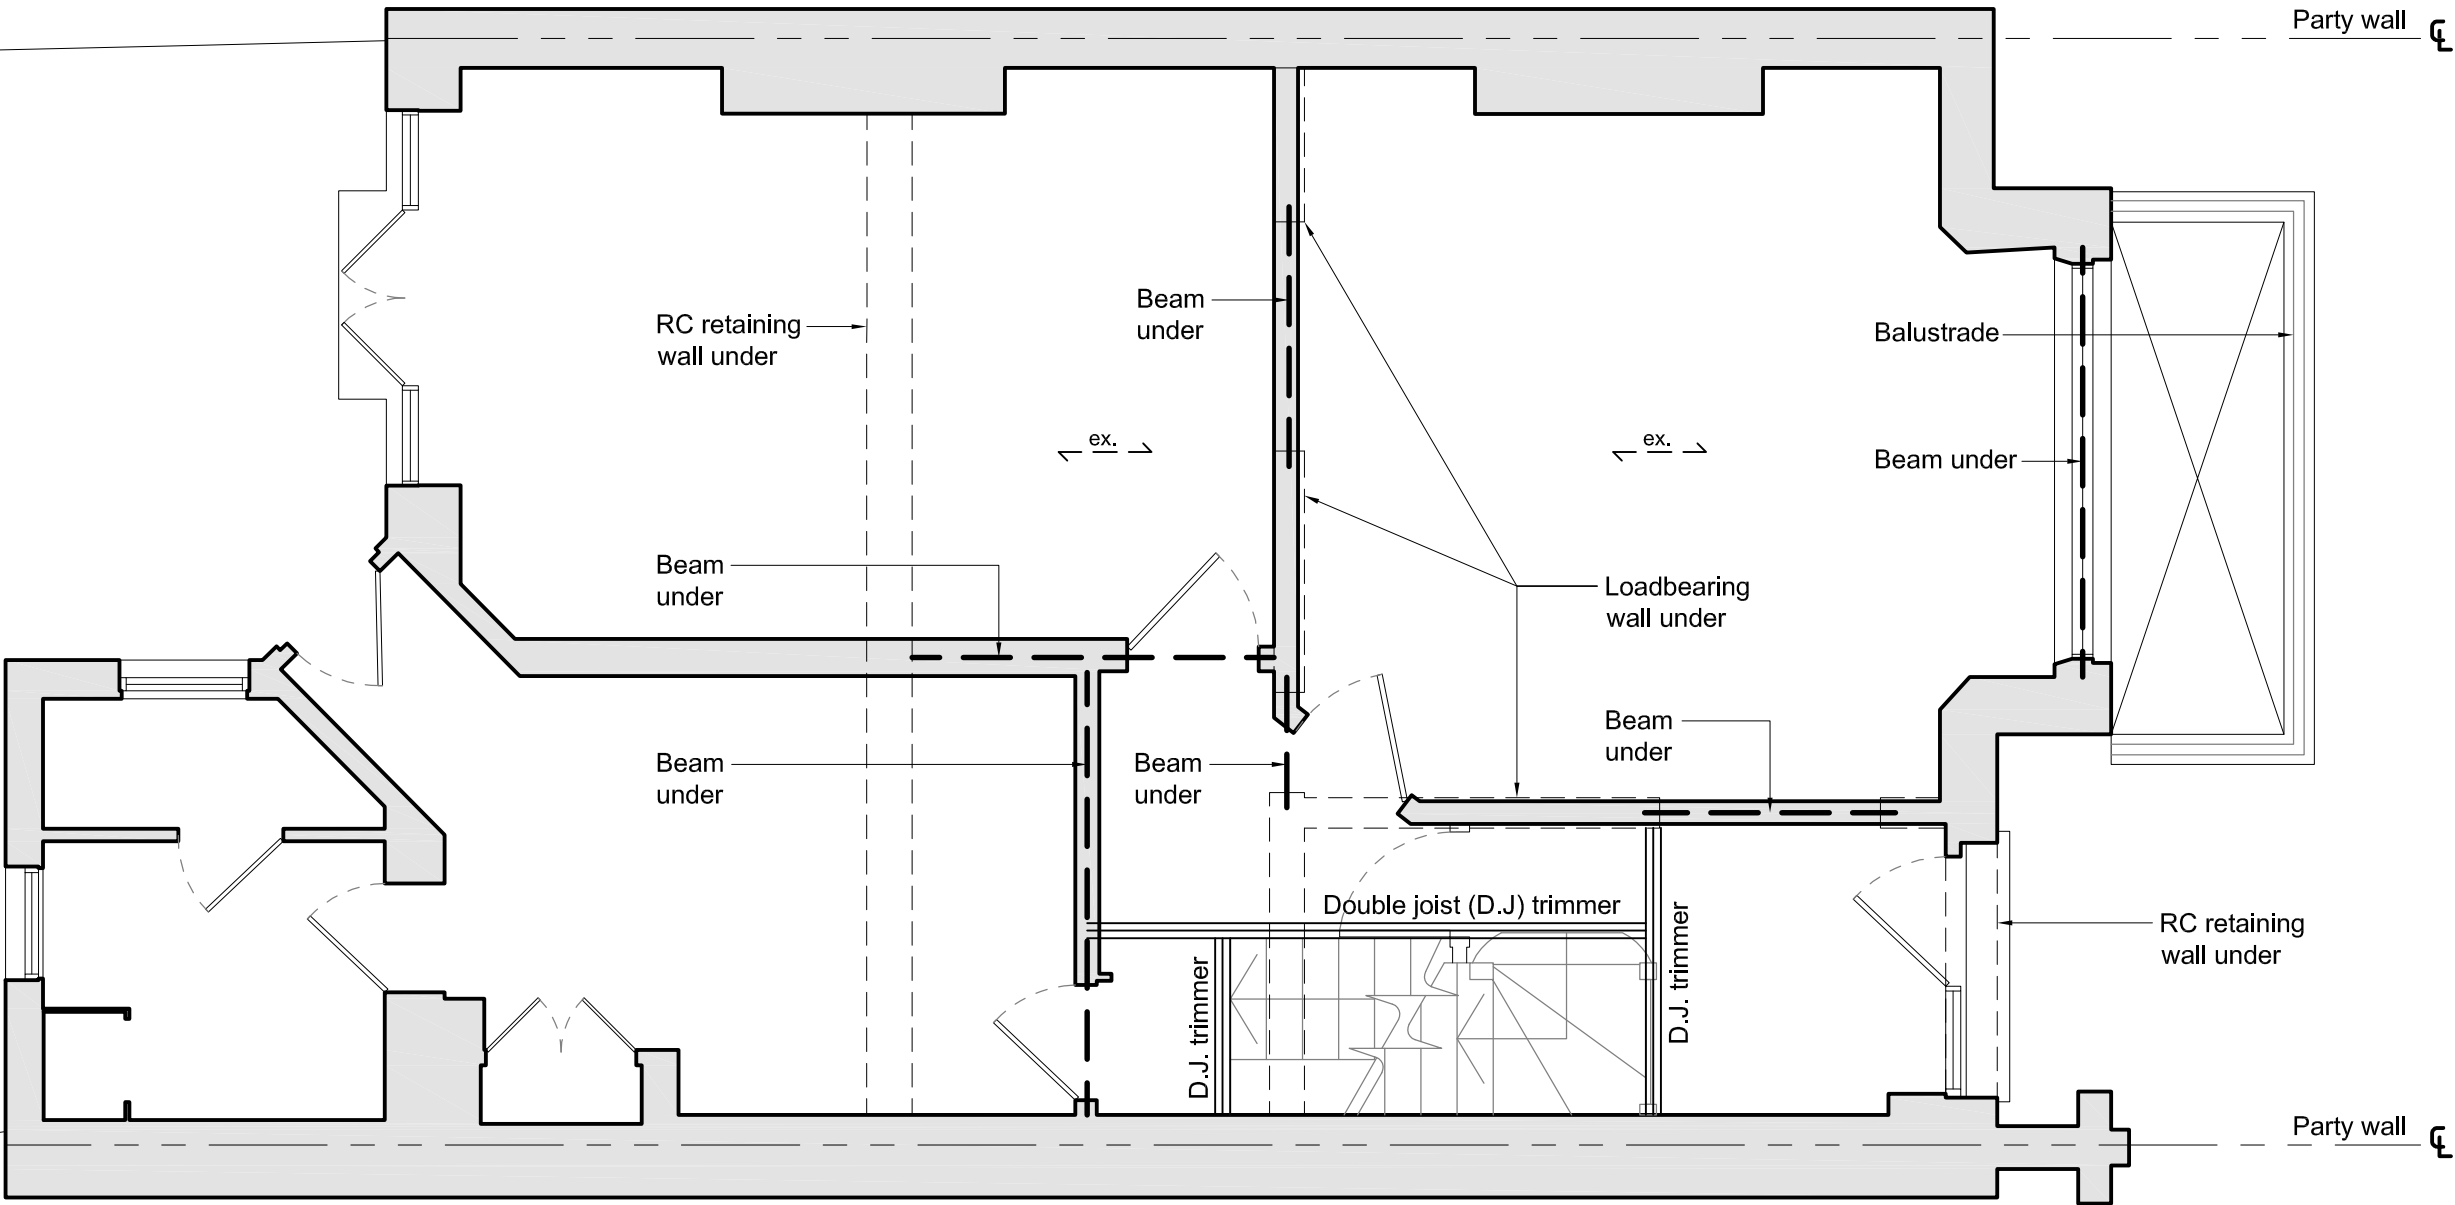 Party wall ℄
Beam
under
RC retaining
wall under
Balustrade
ex.
ex.
Beam under
Beam
under
Loadbearing
wall under
Beam
under
Beam
under
Beam
under
Double joist (D.J) trimmer
D.J. trimmer
D.J. trimmer
RC retaining
wall under
Party wall ℄